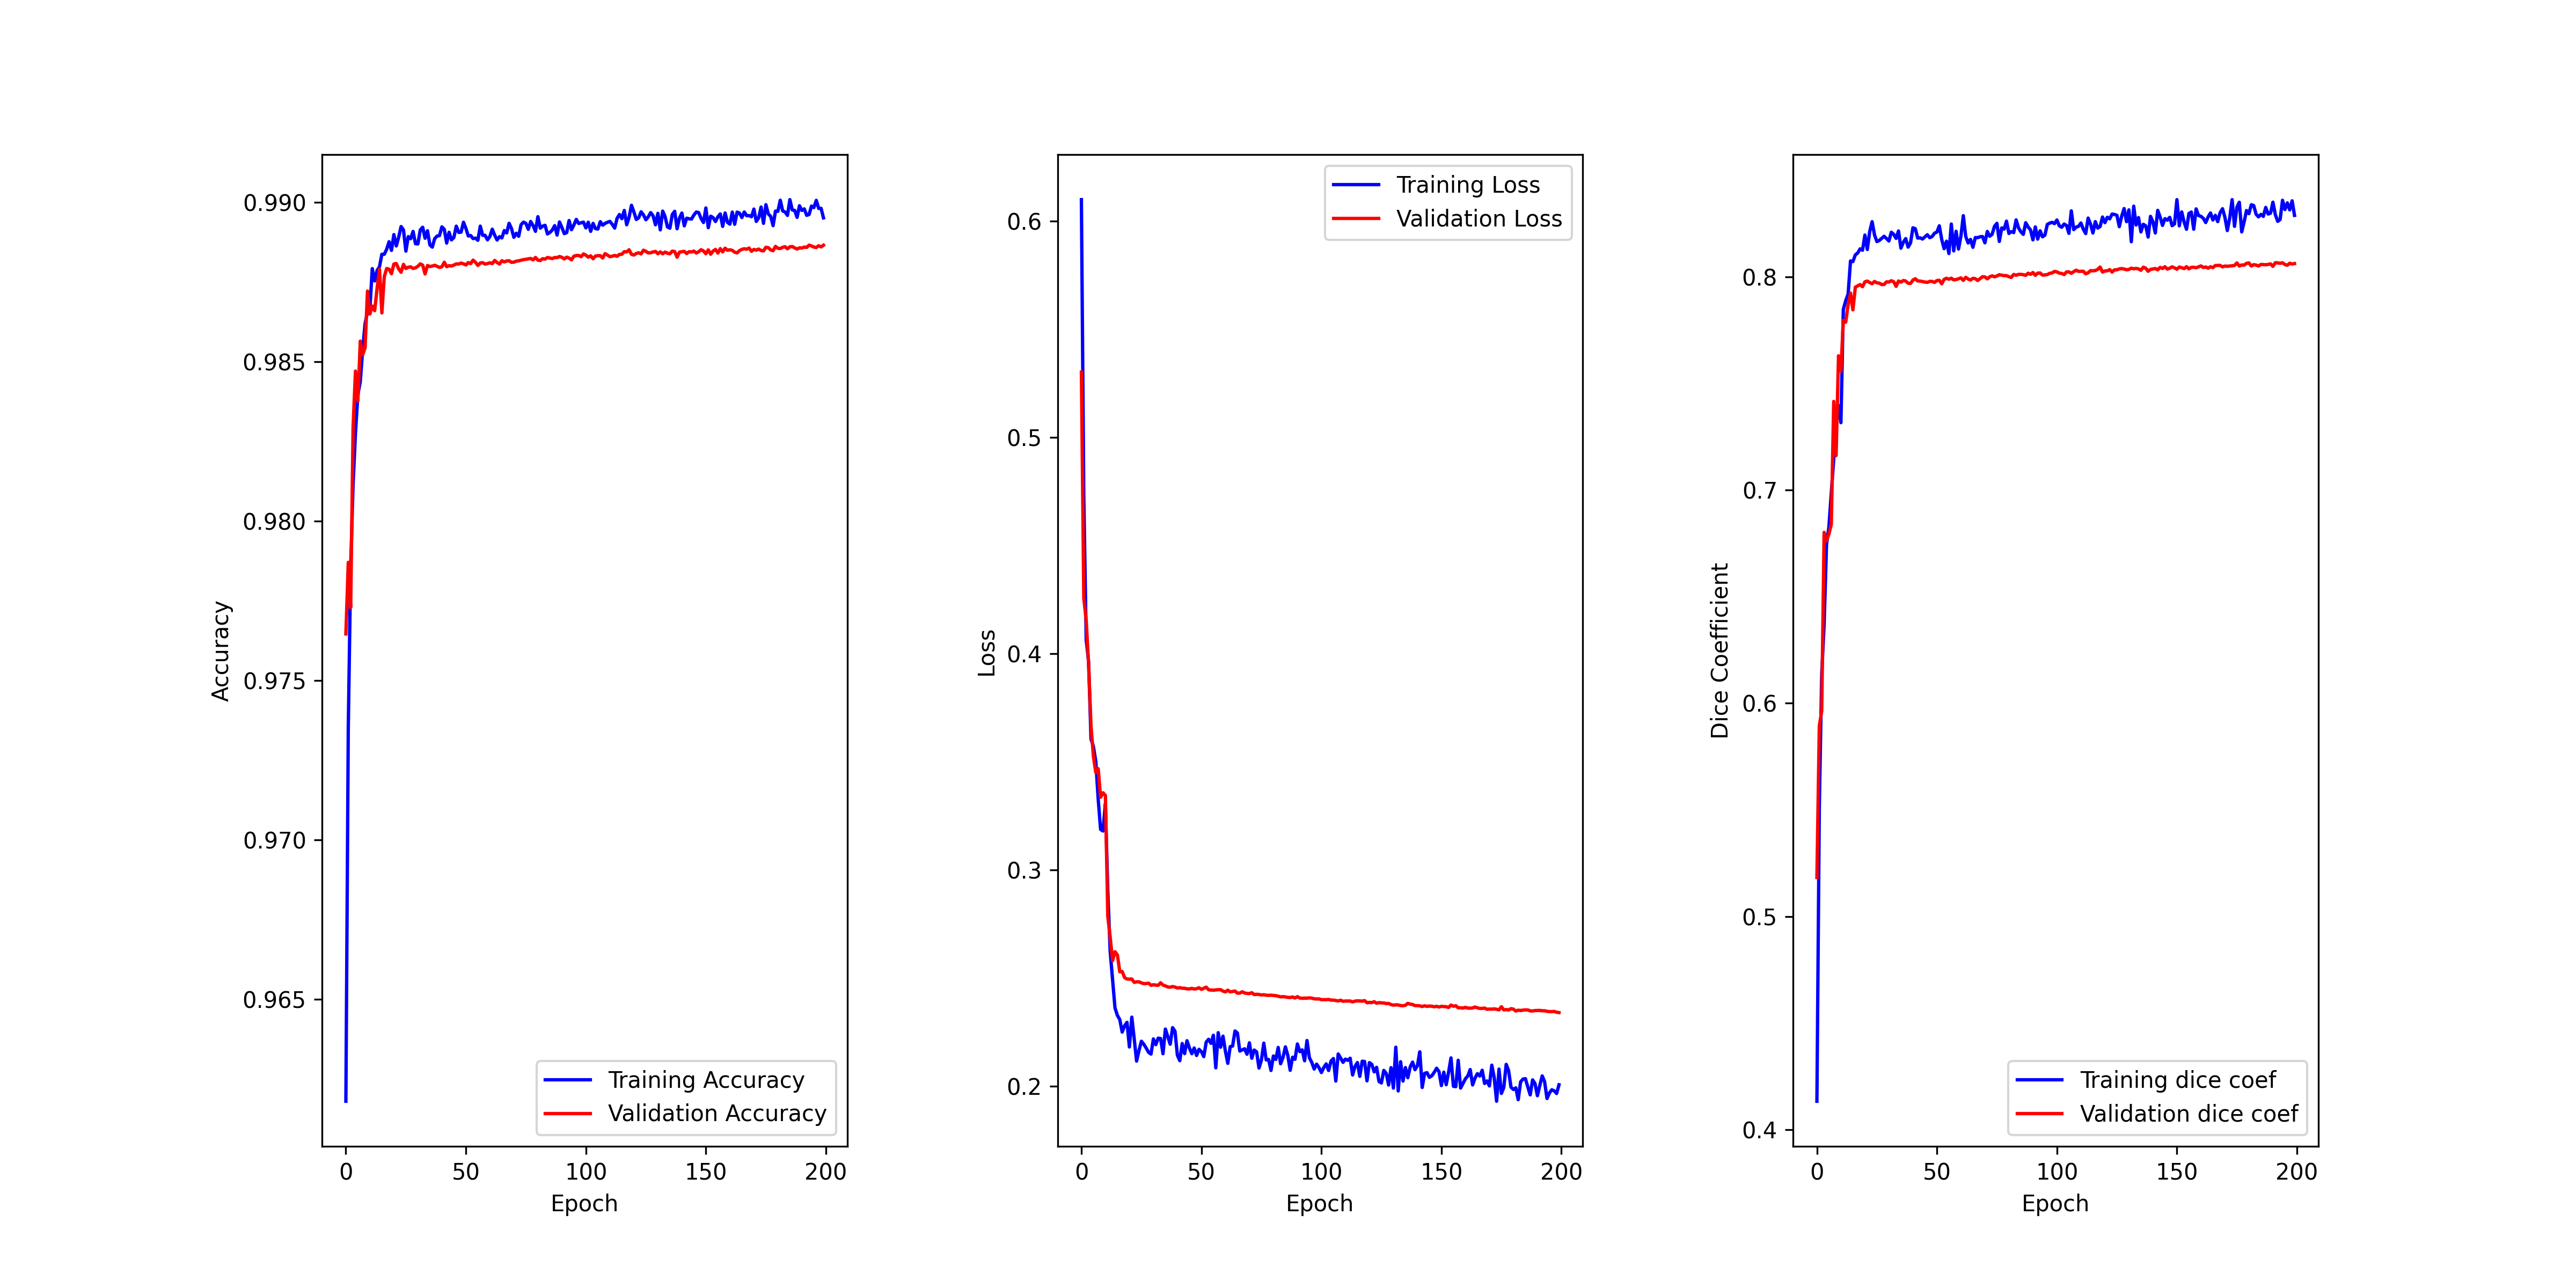 Accuracy
0.990
0.985
0.980
0.975
0.970
0.965
0 50 100 150 200
Epoch
Training Accuracy
Validation Accuracy
Loss
0.6
0.5
0.4
0.3
0.2
0 50 100 150 200
Epoch
Training Loss
Validation Loss
Dice Coefficient
0.8
0.7
0.6
0.5
0.4
0 50 100 150 200
Epoch
Training dice coef
Validation dice coef